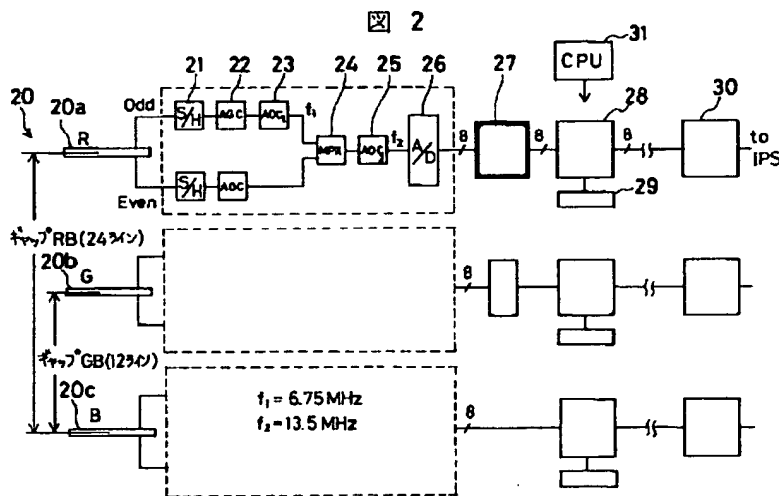 図 2
31
CPU
21 22 23 24 25 26 27 28 30
20 20a R Odd S/H AGC AOC₁ f₁ MPX AOC₂ f₂ A/D 8 8 8 to IPS
Even S/H AGC 29
ギャップRB(24ライン)
20b G 8
ギャップGB(12ライン)
20c B f₁ = 6.75 MHz 8
f₂ = 13.5 MHz